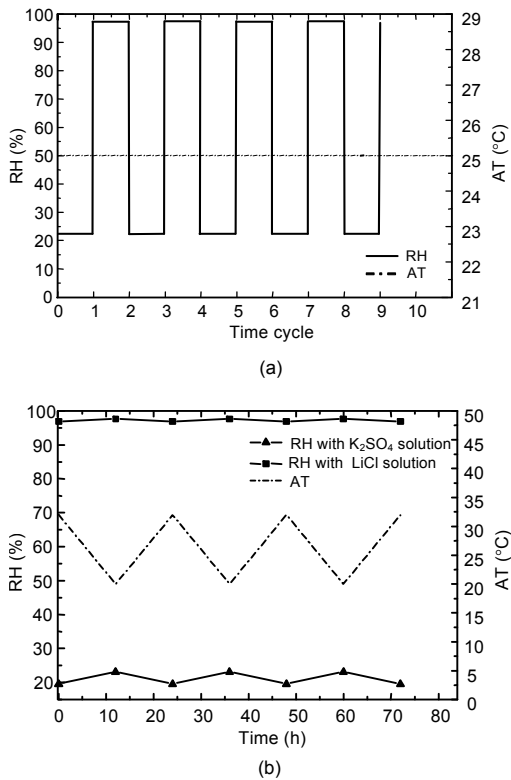 100
90
80
70
60
50
40
30
20
10
0
RH (%)
29
28
27
26
25
24
23
22
21
AT (°C)
RH
AT
0 1 2 3 4 5 6 7 8 9 10
Time cycle
(a)
100
90
80
70
60
50
40
30
20
RH (%)
50
45
40
35
30
25
20
15
10
5
0
AT (°C)
RH with K₂SO₄ solution
RH with LiCl solution
AT
0 10 20 30 40 50 60 70 80
Time (h)
(b)